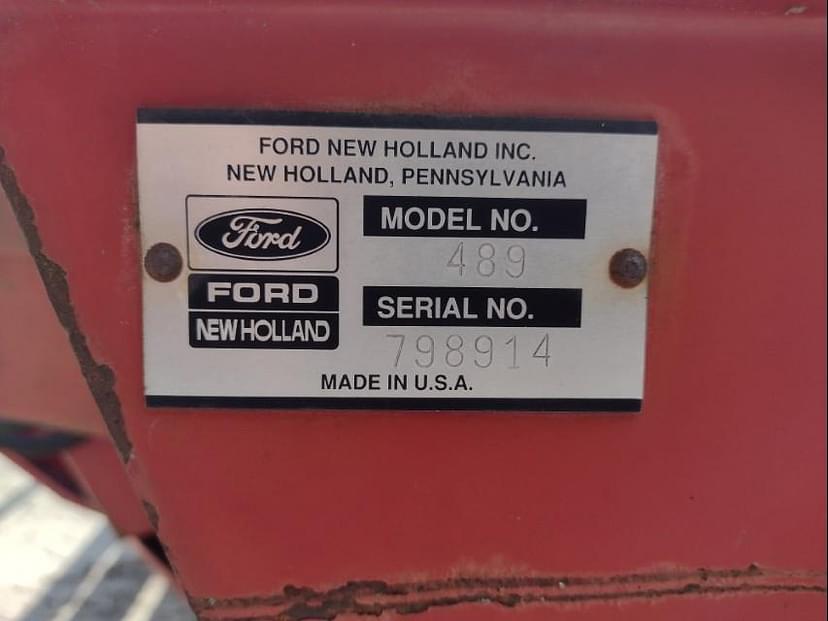 FORD NEW HOLLAND INC.
NEW HOLLAND, PENNSYLVANIA
Ford
FORD
NEW HOLLAND
MODEL NO.
489
SERIAL NO.
798914
MADE IN U.S.A.